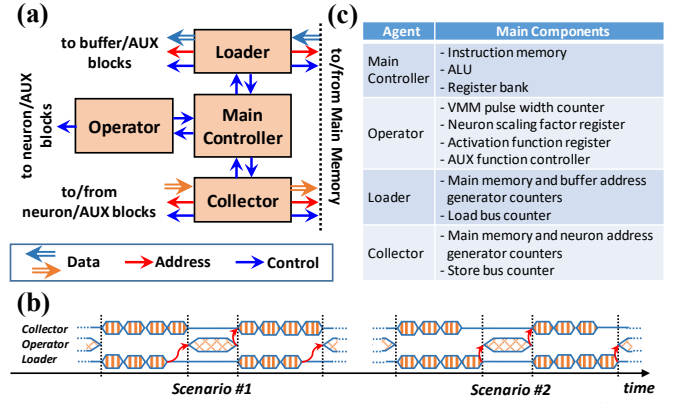 (a)
to buffer/AUX
blocks
Loader
to neuron/AUX
blocks
Operator
Main
Controller
to/from Main Memory
to/from
neuron/AUX blocks
Collector
Data
Address
Control
(c)
Agent
Main Components
Main
Controller
- Instruction memory
- ALU
- Register bank
Operator
- VMM pulse width counter
- Neuron scaling factor register
- Activation function register
- AUX function controller
Loader
- Main memory and buffer address
generator counters
- Load bus counter
Collector
- Main memory and neuron address
generator counters
- Store bus counter
(b)
Collector
Operator
Loader
Scenario #1
Scenario #2
time